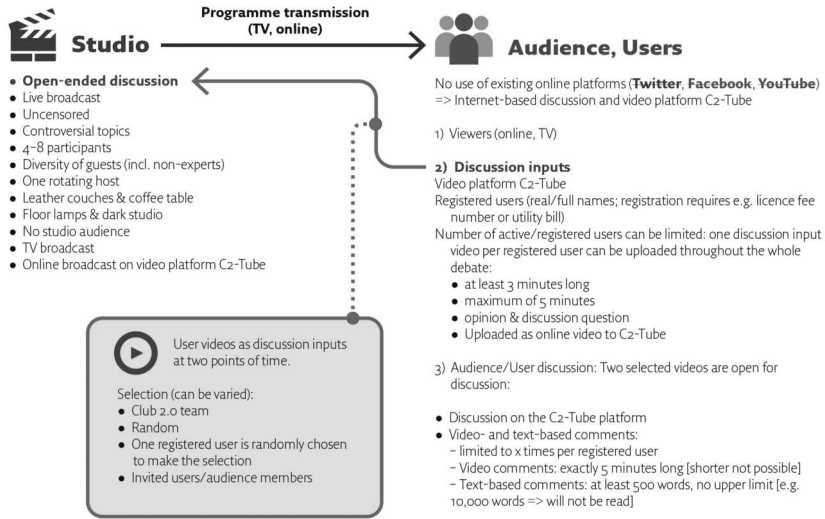 Programme transmission
(TV, online)
Studio
Audience, Users
● Open-ended discussion
● Live broadcast
● Uncensored
● Controversial topics
● 4–8 participants
● Diversity of guests (incl. non-experts)
● One rotating host
● Leather couches & coffee table
● Floor lamps & dark studio
● No studio audience
● TV broadcast
● Online broadcast on video platform C2-Tube
User videos as discussion inputs
at two points of time.
Selection (can be varied):
● Club 2.0 team
● Random
● One registered user is randomly chosen
to make the selection
● Invited users/audience members
No use of existing online platforms (Twitter, Facebook, YouTube)
=> Internet-based discussion and video platform C2-Tube
1) Viewers (online, TV)
2) Discussion inputs
Video platform C2-Tube
Registered users (real/full names; registration requires e.g. licence fee
number or utility bill)
Number of active/registered users can be limited: one discussion input
video per registered user can be uploaded throughout the whole
debate:
● at least 3 minutes long
● maximum of 5 minutes
● opinion & discussion question
● Uploaded as online video to C2-Tube
3) Audience/User discussion: Two selected videos are open for
discussion:
● Discussion on the C2-Tube platform
● Video- and text-based comments:
– limited to x times per registered user
– Video comments: exactly 5 minutes long [shorter not possible]
– Text-based comments: at least 500 words, no upper limit [e.g.
10,000 words => will not be read]